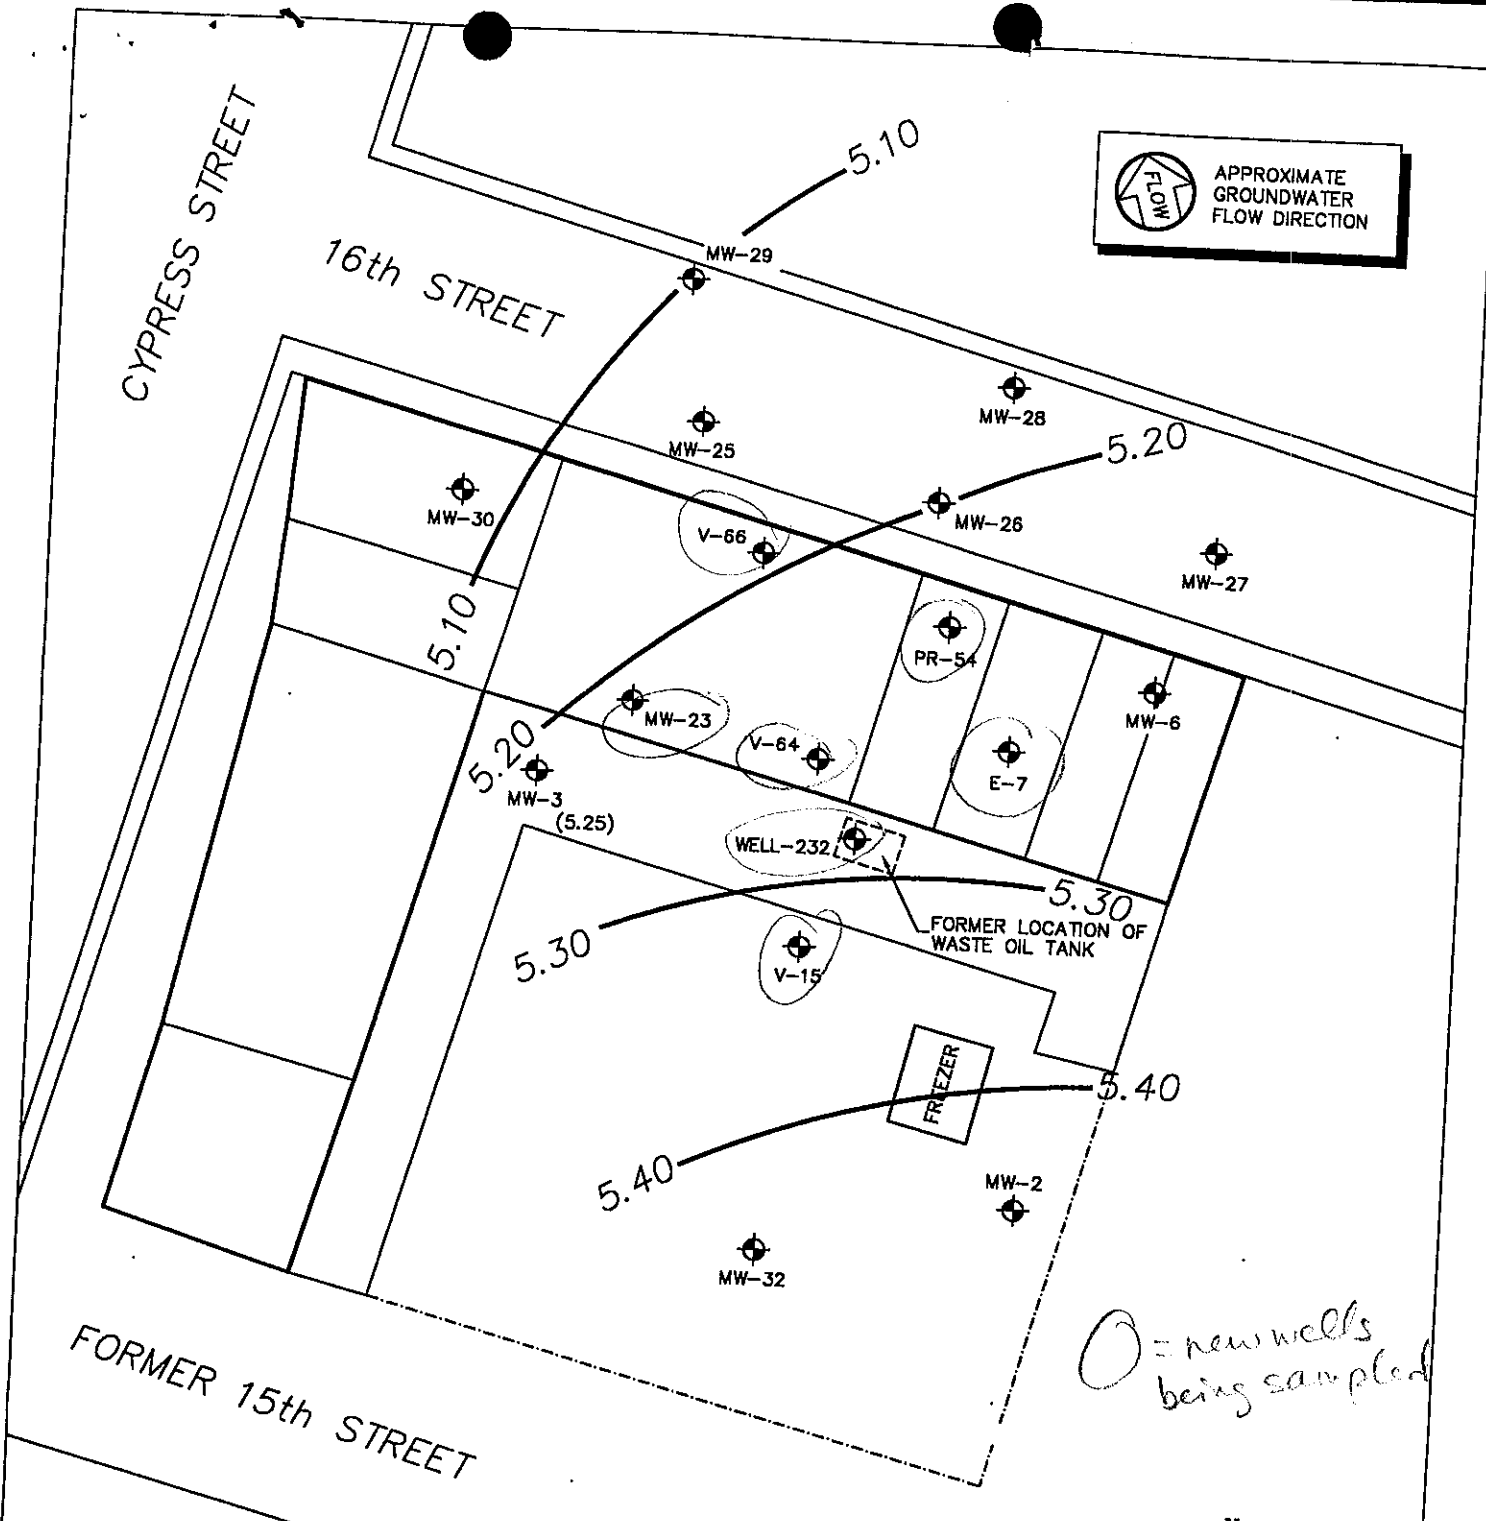 5.10
APPROXIMATE
GROUNDWATER
FLOW DIRECTION
FLOW
CYPRESS STREET
16th STREET
MW-29
MW-28
MW-25
5.20
MW-30
V-66
MW-26
MW-27
5.10
PR-54
MW-6
MW-23
V-64
E-7
5.20
MW-3
(5.25)
WELL-232
5.30
FORMER LOCATION OF
WASTE OIL TANK
5.30
V-15
FREEZER
5.40
5.40
MW-2
MW-32
O = new wells
being sampled
FORMER 15th STREET